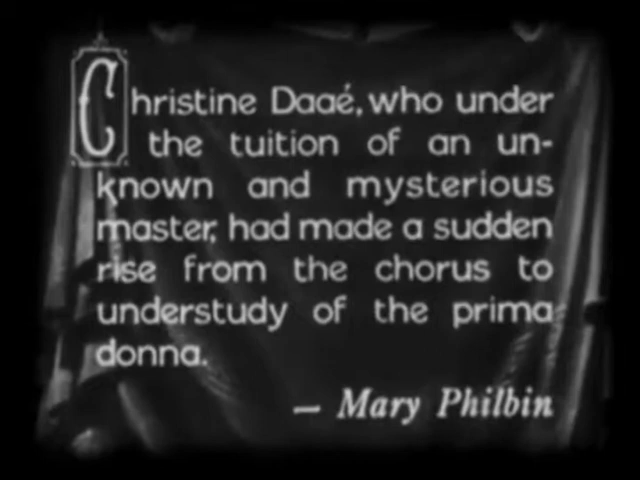 Christine Daaé, who under
the tuition of an un-
known and mysterious
master, had made a sudden
rise from the chorus to
understudy of the prima
donna.
— Mary Philbin